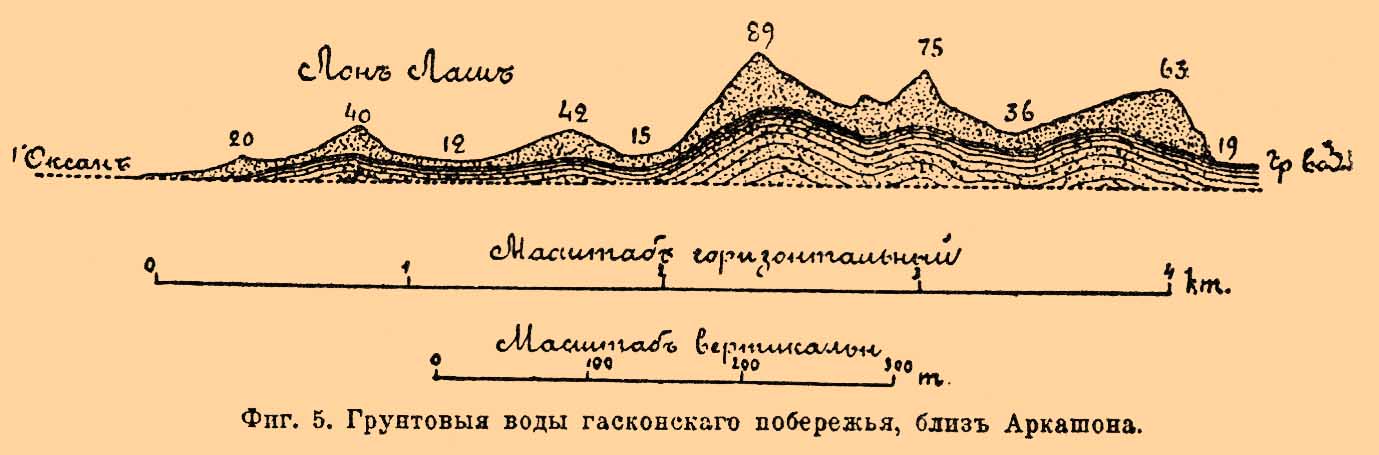 89
75
63
Лонъ Лашъ
40
42
36
20
12
15
19
Океанъ
гр воды
Масштабъ горизонтальный
0 1 2 3 4 km.
Масштабъ вертикальн
0 100 200 300 m.
Фиг. 5. Грунтовыя воды гасконскаго побережья, близъ Аркашона.